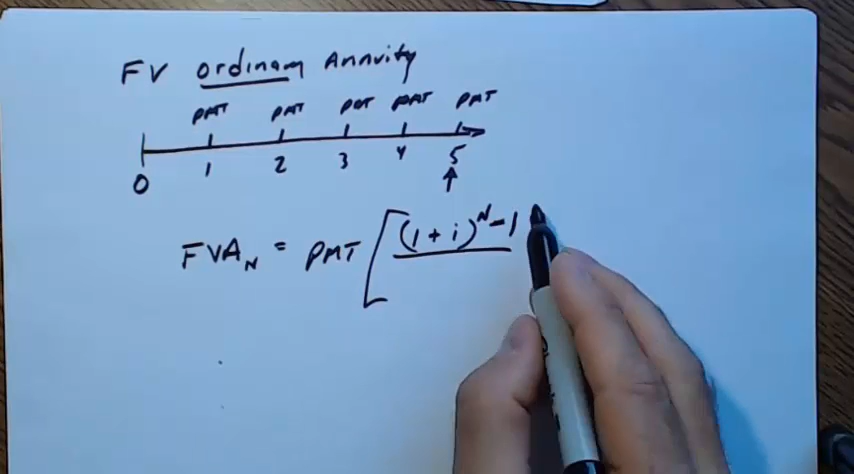 FV ordinary Annuity
PMT PMT PMT PMT PMT
0 1 2 3 4 5
FVA_N = PMT [ (1 + i)^N - 1